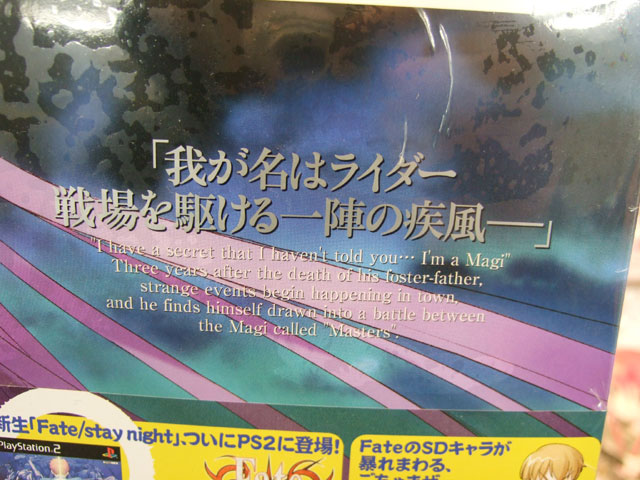 「我が名はライダー
戦場を駆ける一陣の疾風―」
"I have a secret that I haven't told you… I'm a Magi"
Three years after the death of his foster-father,
strange events begin happening in town,
and he finds himself drawn into a battle between
the Magi called "Masters".
新生「Fate/stay night」、ついにPS2に登場!
PlayStation 2
Fate
FateのSDキャラが
暴れまわる、